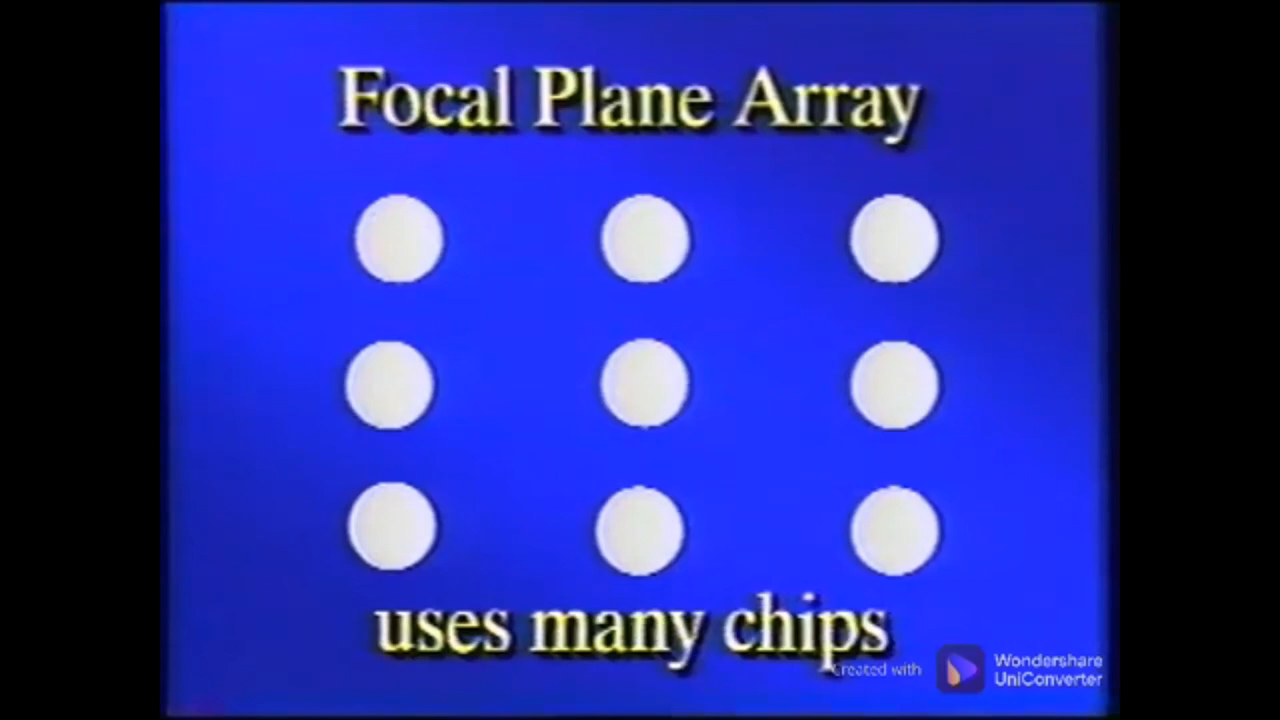 Focal Plane Array
uses many chips
Created with
Wondershare
UniConverter